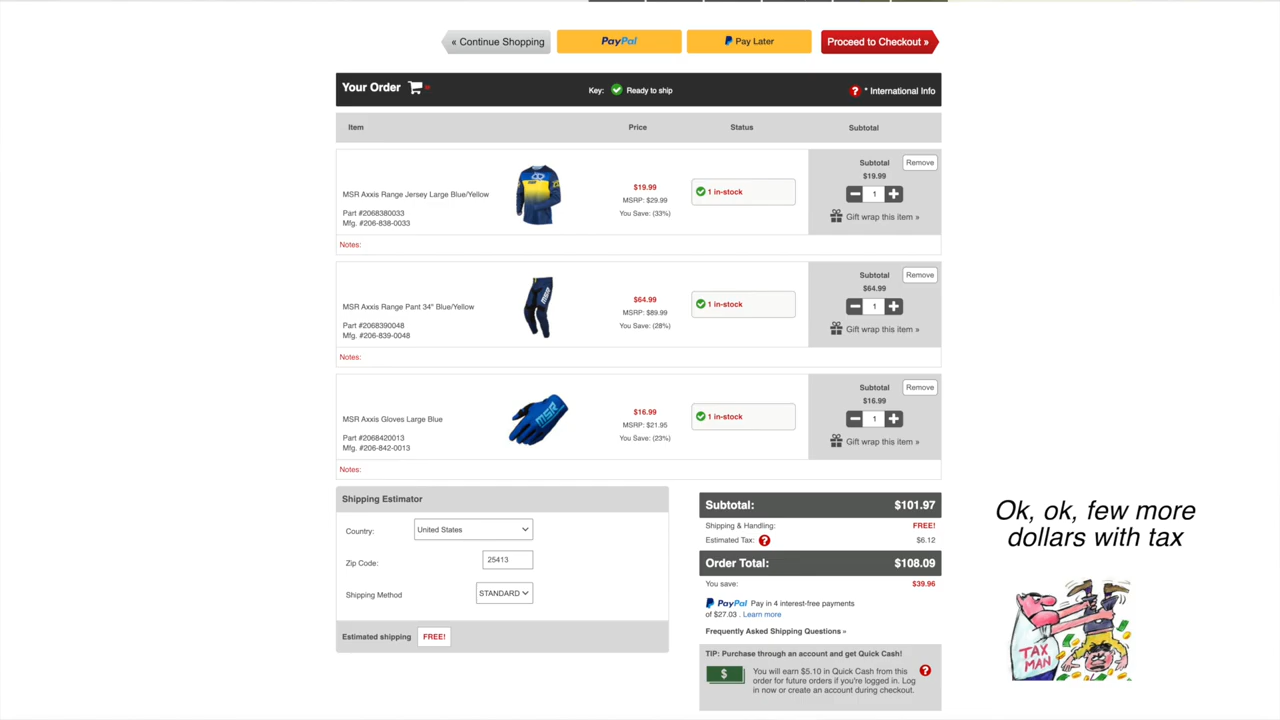 « Continue Shopping
PayPal
Pay Later
Proceed to Checkout »
Your Order
Key: Ready to ship
? * International Info
Item Price Status Subtotal
MSR Axxis Range Jersey Large Blue/Yellow
Part #2068380033
Mfg. #206-838-0033
$19.99
MSRP: $29.99
You Save: (33%)
1 in-stock
Subtotal
Remove
$19.99
1
Gift wrap this item »
Notes:
MSR Axxis Range Pant 34" Blue/Yellow
Part #2068390048
Mfg. #206-839-0048
MSR
$64.99
MSRP: $89.99
You Save: (28%)
1 in-stock
Subtotal
Remove
$64.99
1
Gift wrap this item »
Notes:
MSR Axxis Gloves Large Blue
Part #2068420013
Mfg. #206-842-0013
MSR
$16.99
MSRP: $21.95
You Save: (23%)
1 in-stock
Subtotal
Remove
$16.99
1
Gift wrap this item »
Notes:
Shipping Estimator
Country: United States
Zip Code: 25413
Shipping Method STANDARD
Estimated shipping FREE!
Subtotal: $101.97
Shipping & Handling: FREE!
Estimated Tax: ? $6.12
Order Total: $108.09
You save: $39.96
PayPal Pay in 4 interest-free payments
of $27.03 . Learn more
Frequently Asked Shipping Questions »
TIP: Purchase through an account and get Quick Cash!
$
You will earn $5.10 in Quick Cash from this
order for future orders if you're logged in. Log
in now or create an account during checkout.
?
Ok, ok, few more
dollars with tax
TAX
MAN